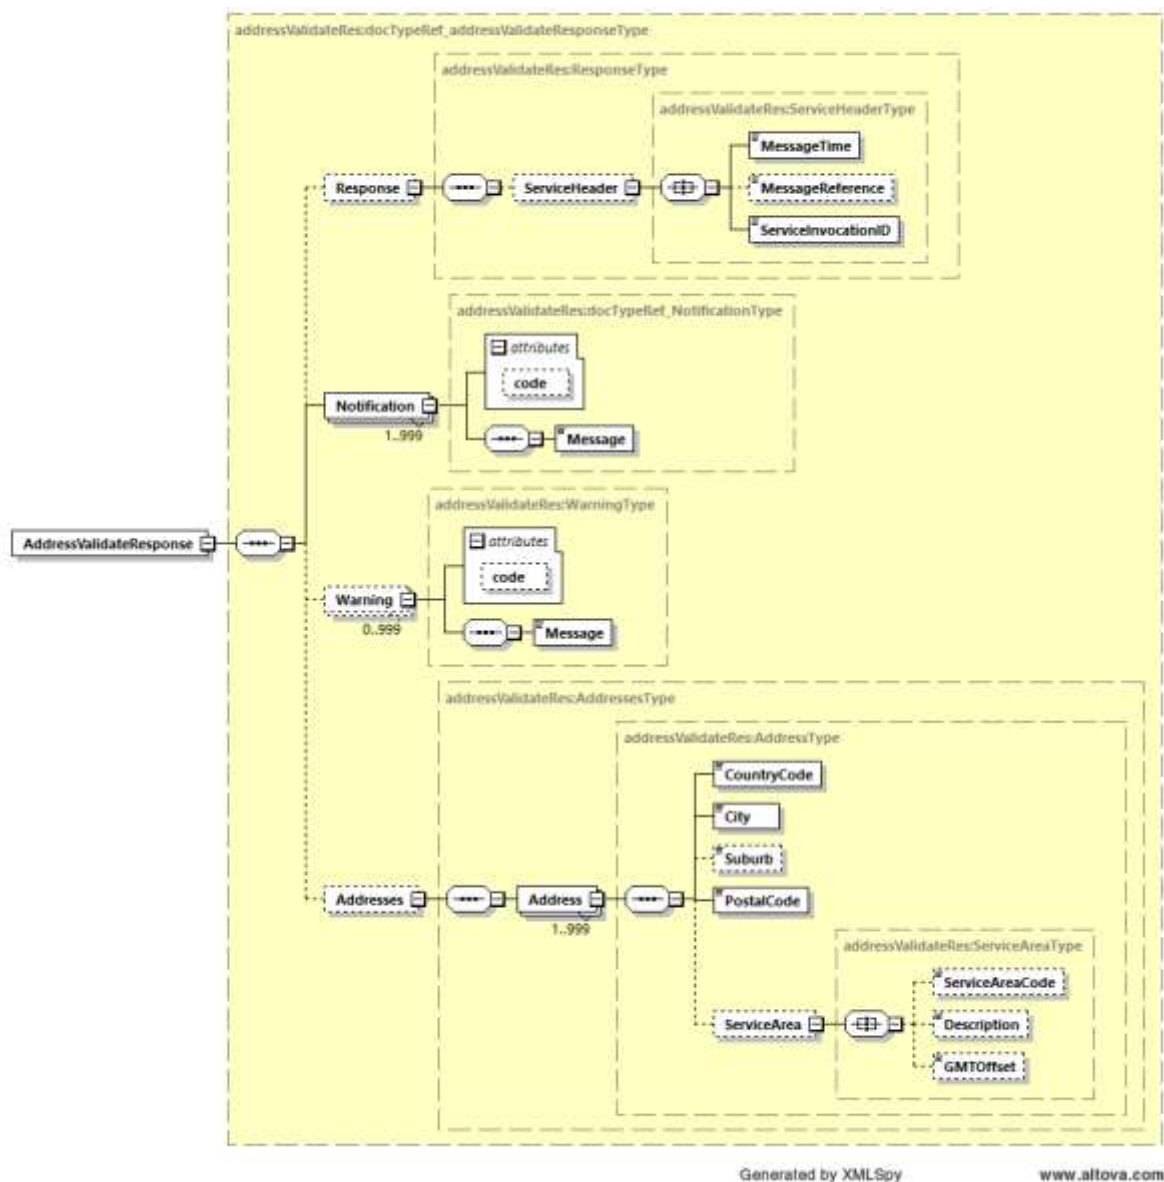 addressValidateRes:docTypeRef_addressValidateResponseType
addressValidateRes:ResponseType
addressValidateRes:ServiceHeaderType
MessageTime
Response
ServiceHeader
MessageReference
ServiceInvocationID
addressValidateRes:docTypeRef_NotificationType
attributes
code
Notification
1..999
Message
addressValidateRes:WarningType
AddressValidateResponse
attributes
code
Warning
0..999
Message
addressValidateRes:AddressesType
addressValidateRes:AddressType
CountryCode
City
Suburb
Addresses
Address
1..999
PostalCode
addressValidateRes:ServiceAreaType
ServiceAreaCode
ServiceArea
Description
GMTOffset
Generated by XMLSpy
www.altova.com